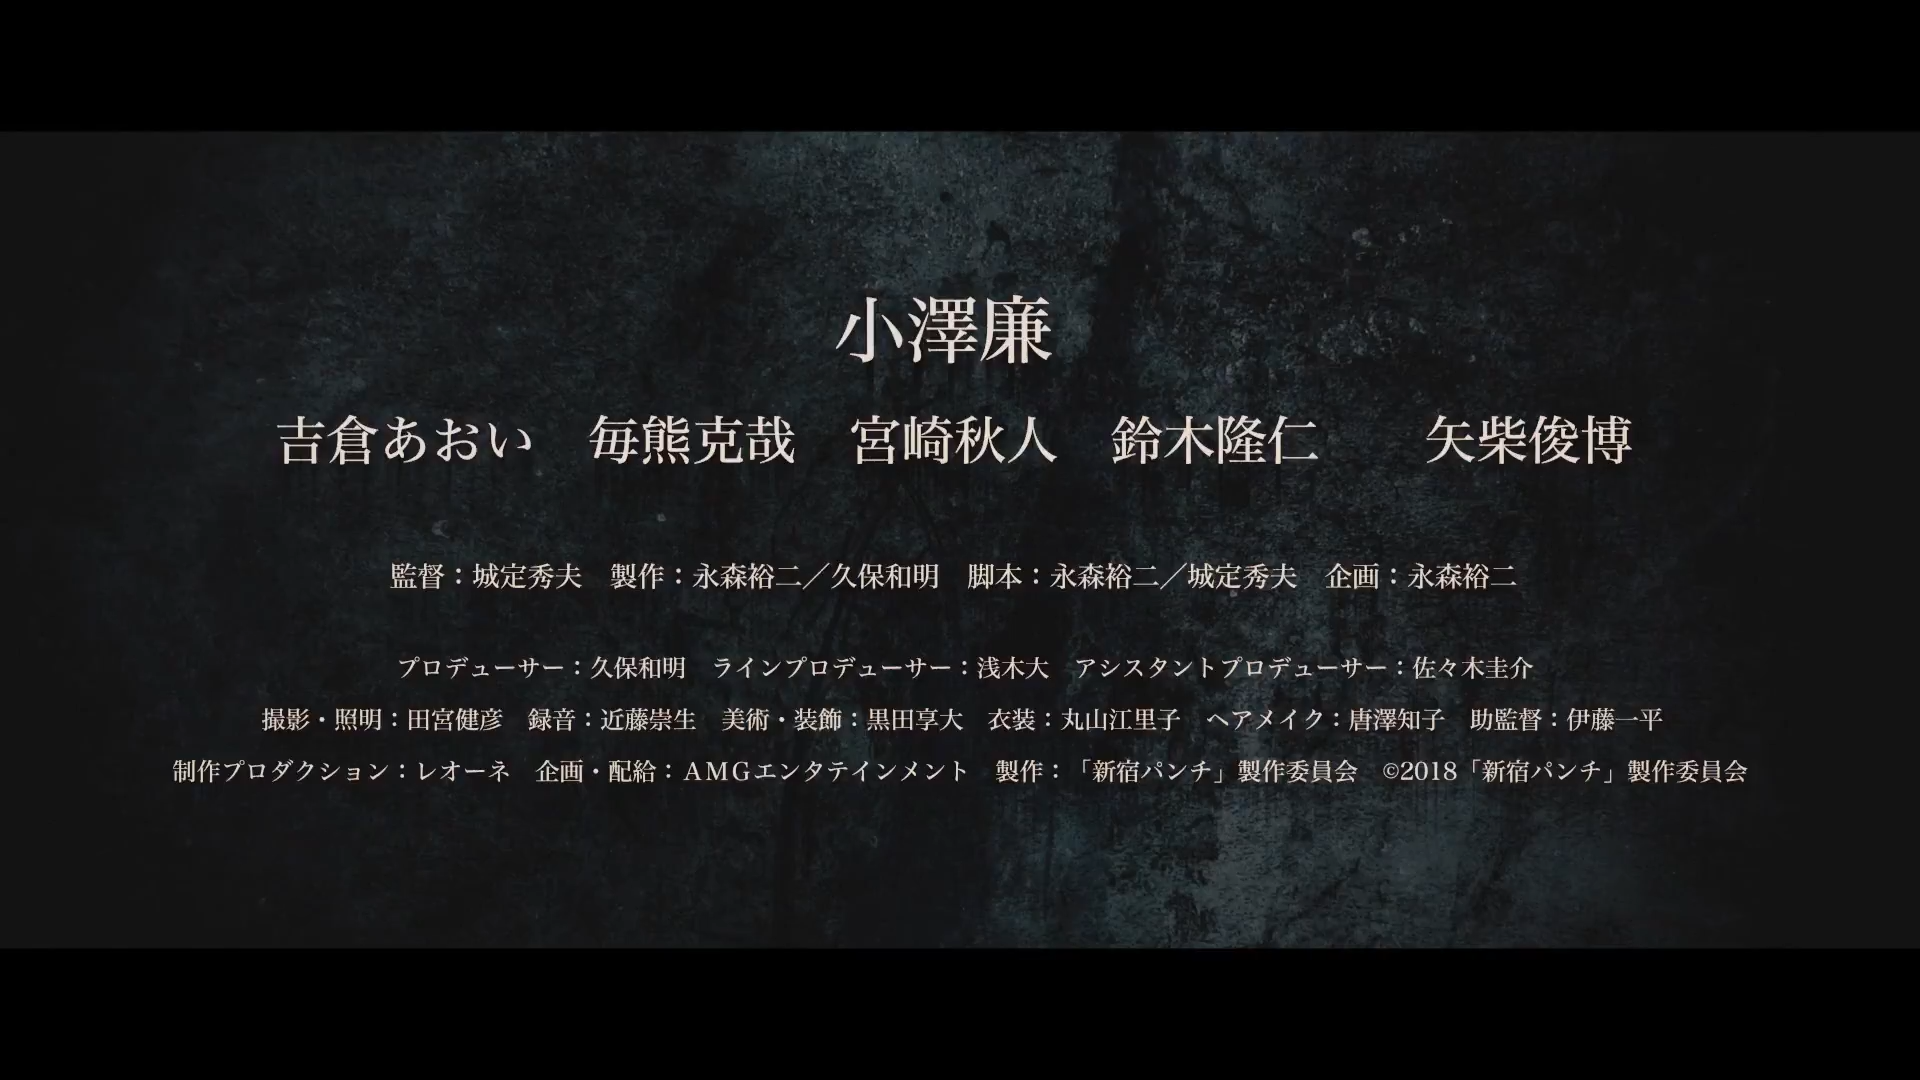 小澤廉
吉倉あおい　毎熊克哉　宮崎秋人　鈴木隆仁　　矢柴俊博
監督：城定秀夫　製作：永森裕二／久保和明　脚本：永森裕二／城定秀夫　企画：永森裕二
プロデューサー：久保和明　ラインプロデューサー：浅木大　アシスタントプロデューサー：佐々木圭介
撮影・照明：田宮健彦　録音：近藤崇生　美術・装飾：黒田享大　衣装：丸山江里子　ヘアメイク：唐澤知子　助監督：伊藤一平
制作プロダクション：レオーネ　企画・配給：ＡＭＧエンタテインメント　製作：「新宿パンチ」製作委員会　©2018「新宿パンチ」製作委員会